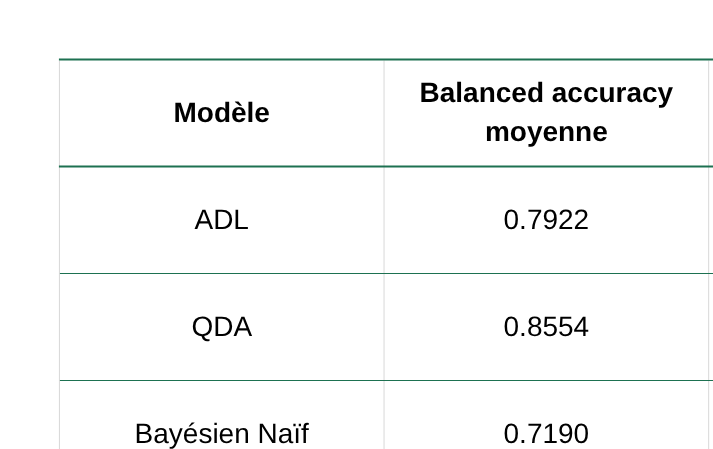 Modèle
Balanced accuracy
moyenne
ADL
0.7922
QDA
0.8554
Bayésien Naïf
0.7190